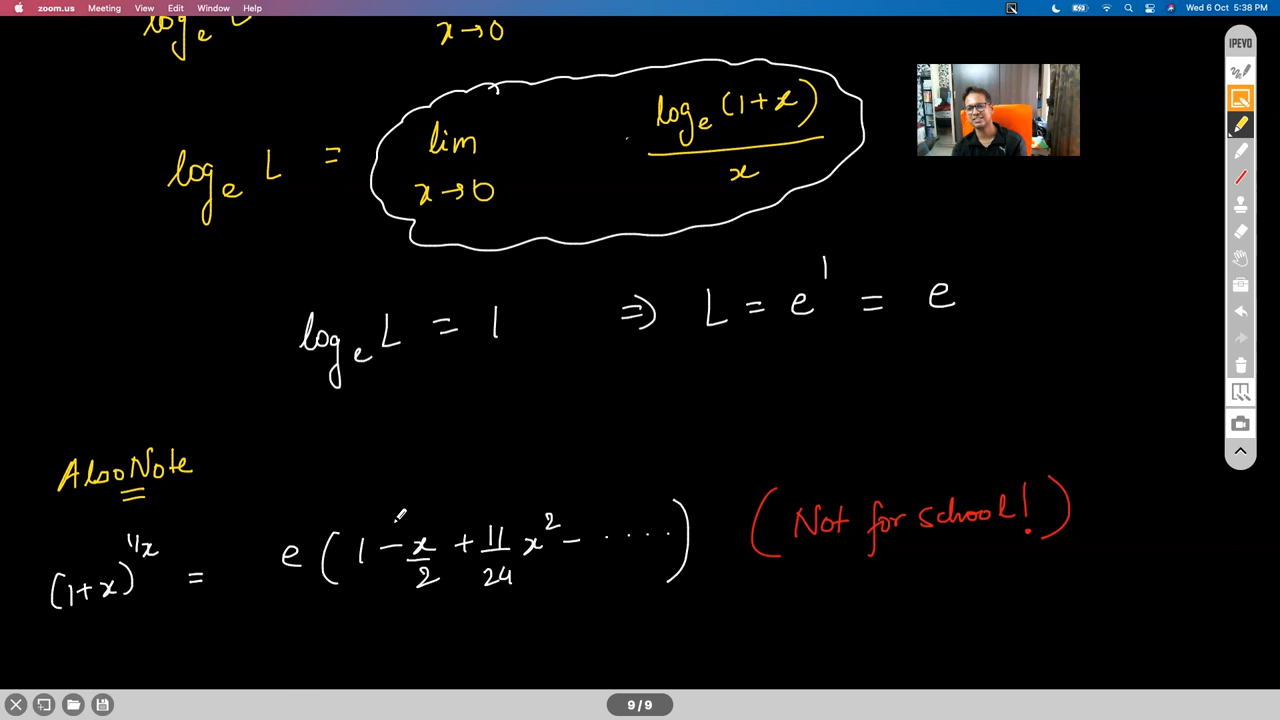 zoom.us Meeting View Edit Window Help Wed 6 Oct 5:38 PM
log_e L
x→0
IPEVO
log_e L = lim x→0 log_e (1+x) / x
log_e L = 1 ⇒ L = e^1 = e
Also Note
(1+x)^{1/x} = e (1 - x/2 + 11/24 x^2 - ·····) (Not for school!)
9/9